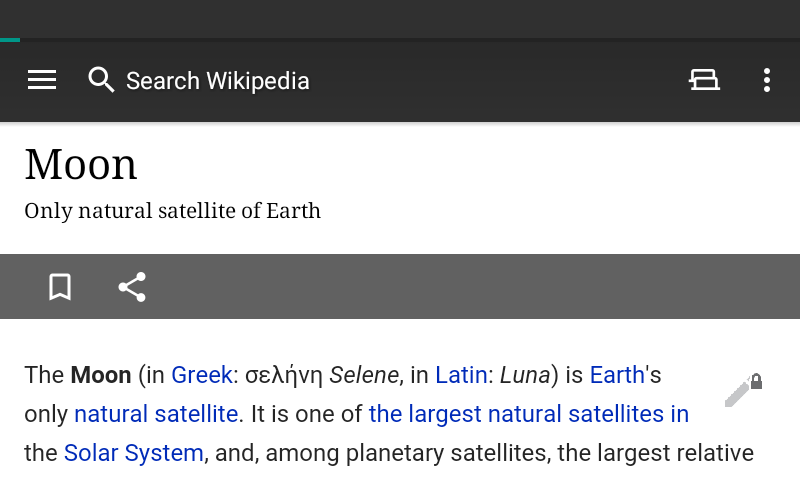 Search Wikipedia
Moon
Only natural satellite of Earth
The Moon (in Greek: σελήνη Selene, in Latin: Luna) is Earth's
only natural satellite. It is one of the largest natural satellites in
the Solar System, and, among planetary satellites, the largest relative